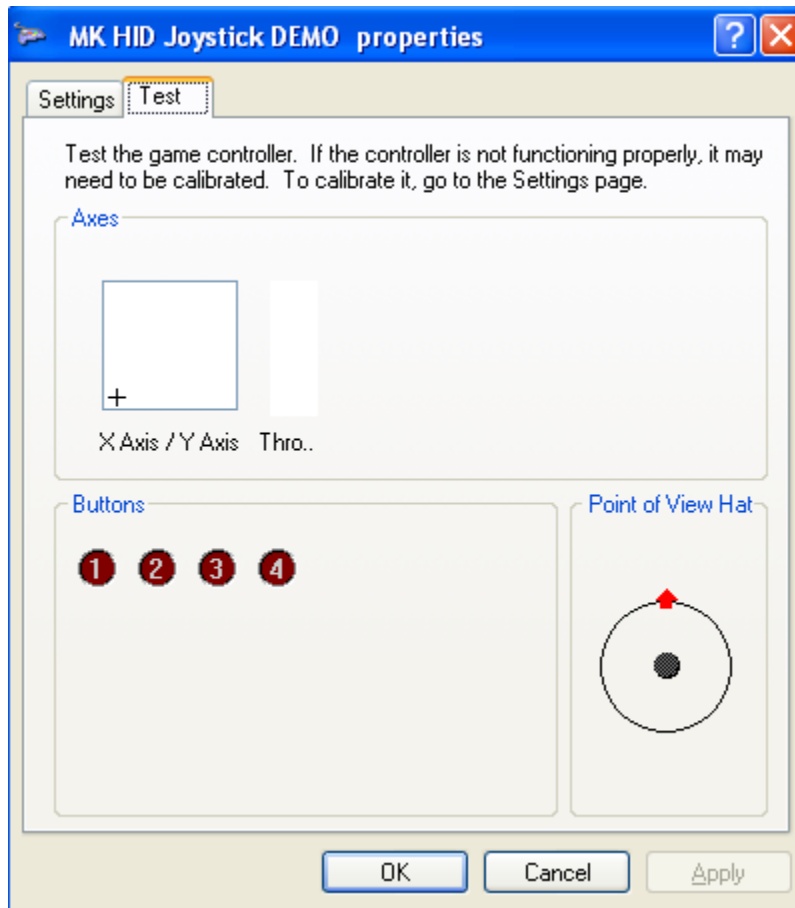 MK HID Joystick DEMO properties
?
Settings
Test
Test the game controller. If the controller is not functioning properly, it may
need to be calibrated. To calibrate it, go to the Settings page.
Axes
X Axis / Y Axis
Thro..
Buttons
Point of View Hat
1 2 3 4
OK
Cancel
Apply